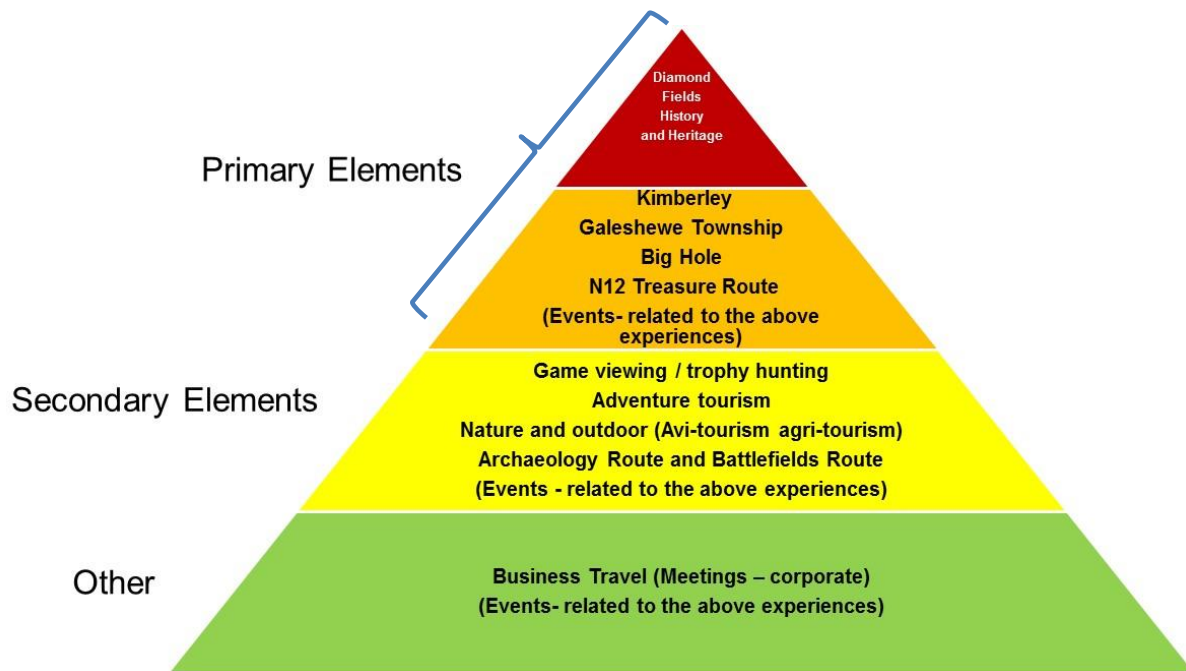 Diamond
Fields
History
and Heritage
Primary Elements
Kimberley
Galeshewe Township
Big Hole
N12 Treasure Route
(Events- related to the above
experiences)
Secondary Elements
Game viewing / trophy hunting
Adventure tourism
Nature and outdoor (Avi-tourism agri-tourism)
Archaeology Route and Battlefields Route
(Events - related to the above experiences)
Other
Business Travel (Meetings – corporate)
(Events- related to the above experiences)